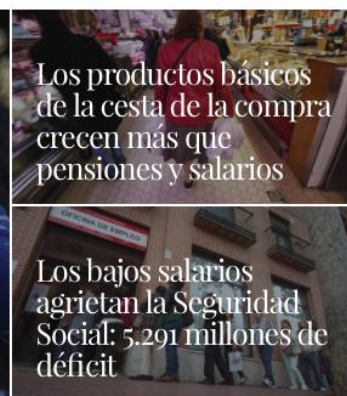 Los productos básicos
de la cesta de la compra
crecen más que
pensiones y salarios
OFICINA DE EMPLEO
Los bajos salarios
agrietan la Seguridad
Social: 5.291 millones de
déficit